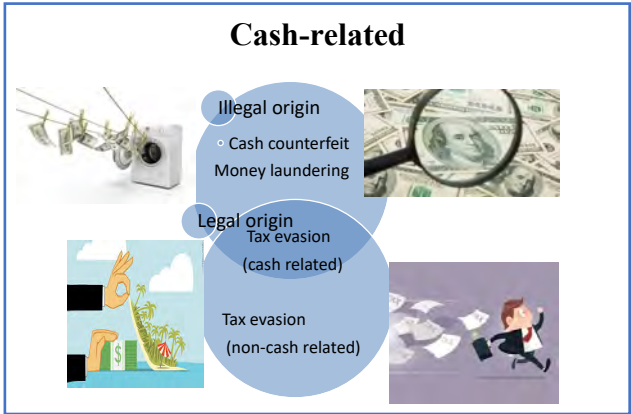 Cash-related
Illegal origin
Cash counterfeit
Money laundering
Legal origin
Tax evasion
(cash related)
Tax evasion
(non-cash related)
$